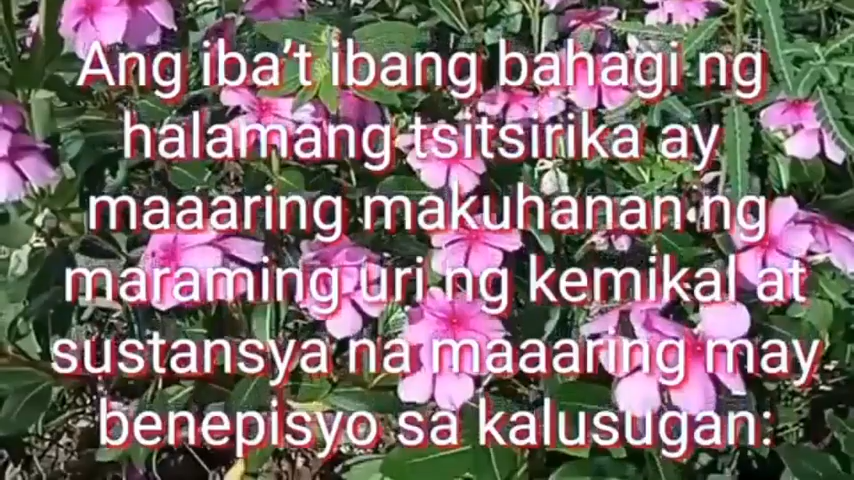 Ang iba’t ibang bahagi ng
halamang tsitsirika ay
maaaring makuhanan ng
maraming uri ng kemikal at
sustansya na maaaring may
benepisyo sa kalusugan: